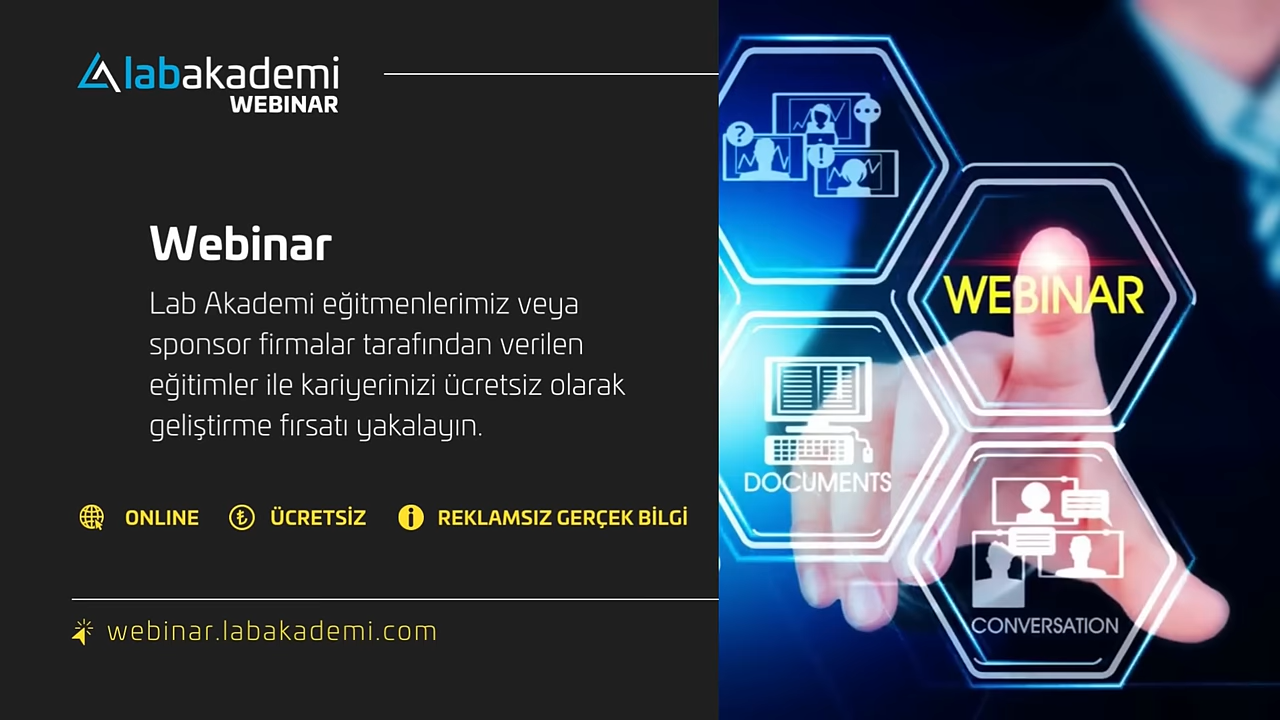 labakademi
WEBINAR
Webinar
Lab Akademi eğitmenlerimiz veya
sponsor firmalar tarafından verilen
eğitimler ile kariyerinizi ücretsiz olarak
geliştirme fırsatı yakalayın.
ONLINE
ÜCRETSİZ
REKLAMSIZ GERÇEK BİLGİ
webinar.labakademi.com
WEBINAR
DOCUMENTS
CONVERSATION